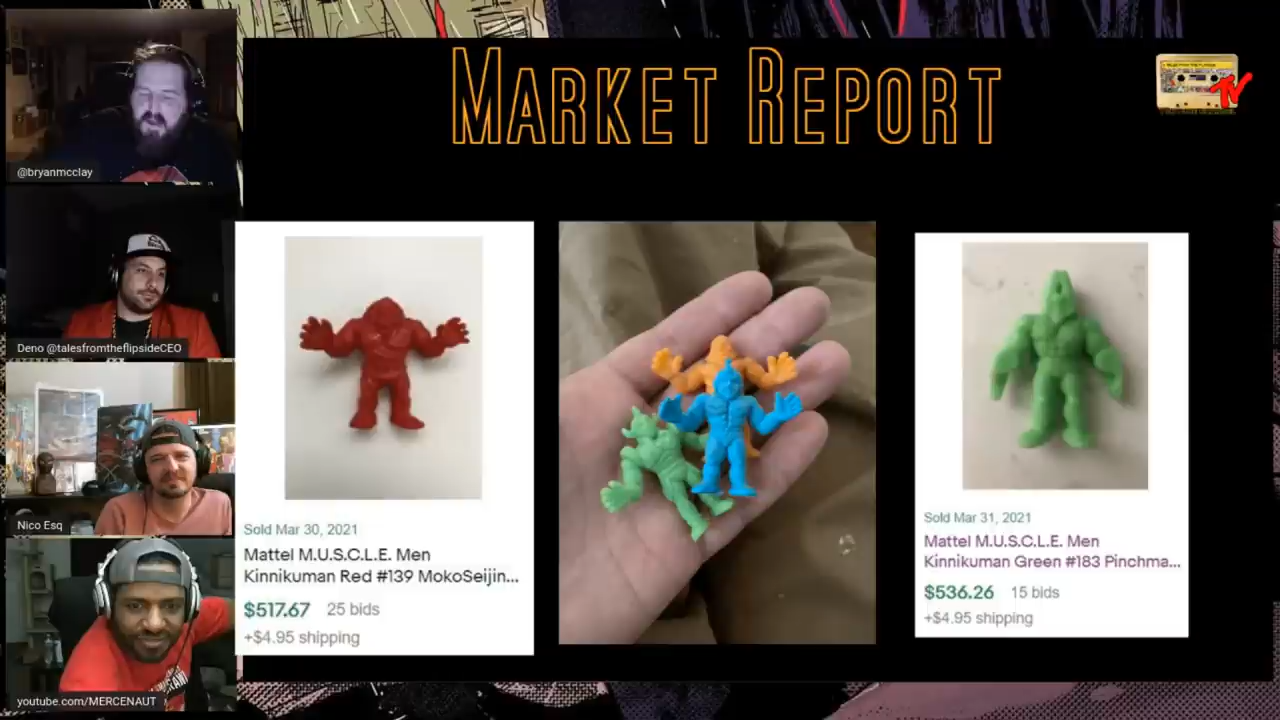 MARKET REPORT
TV
@bryanmcclay
Deno @talesfromtheflipsideCEO
Nico Esq
youtube.com/MERCENAUT
Sold Mar 30, 2021
Mattel M.U.S.C.L.E. Men
Kinnikuman Red #139 MokoSeijin...
$517.67 25 bids
+$4.95 shipping
Sold Mar 31, 2021
Mattel M.U.S.C.L.E. Men
Kinnikuman Green #183 Pinchma...
$536.26 15 bids
+$4.95 shipping